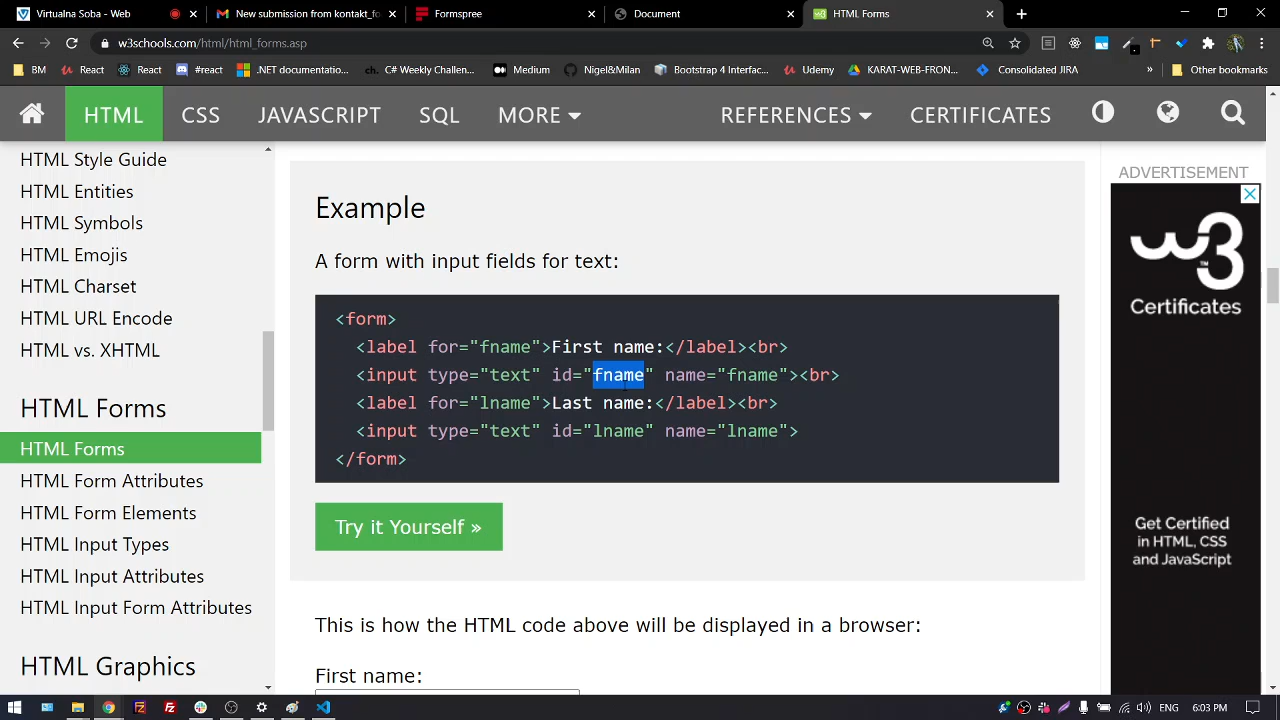 Virtualna Soba - Web
New submission from kontakt_fo
Formspree
Document
HTML Forms
w3schools.com/html/html_forms.asp
BM
React
React
#react
.NET documentatio...
C# Weekly Challen...
Medium
Nigel&Milan
Bootstrap 4 Interfac...
Udemy
KARAT-WEB-FRON...
Consolidated JIRA
»
Other bookmarks
HTML
CSS
JAVASCRIPT
SQL
MORE
REFERENCES
CERTIFICATES
HTML Style Guide
HTML Entities
HTML Symbols
HTML Emojis
HTML Charset
HTML URL Encode
HTML vs. XHTML
HTML Forms
HTML Forms
HTML Form Attributes
HTML Form Elements
HTML Input Types
HTML Input Attributes
HTML Input Form Attributes
HTML Graphics
Example
A form with input fields for text:
<form>
<label for="fname">First name:</label><br>
<input type="text" id="fname" name="fname"><br>
<label for="lname">Last name:</label><br>
<input type="text" id="lname" name="lname">
</form>
Try it Yourself »
This is how the HTML code above will be displayed in a browser:
First name:
ADVERTISEMENT
w3
TM
Certificates
Get Certified
in HTML, CSS
and JavaScript
ENG
6:03 PM